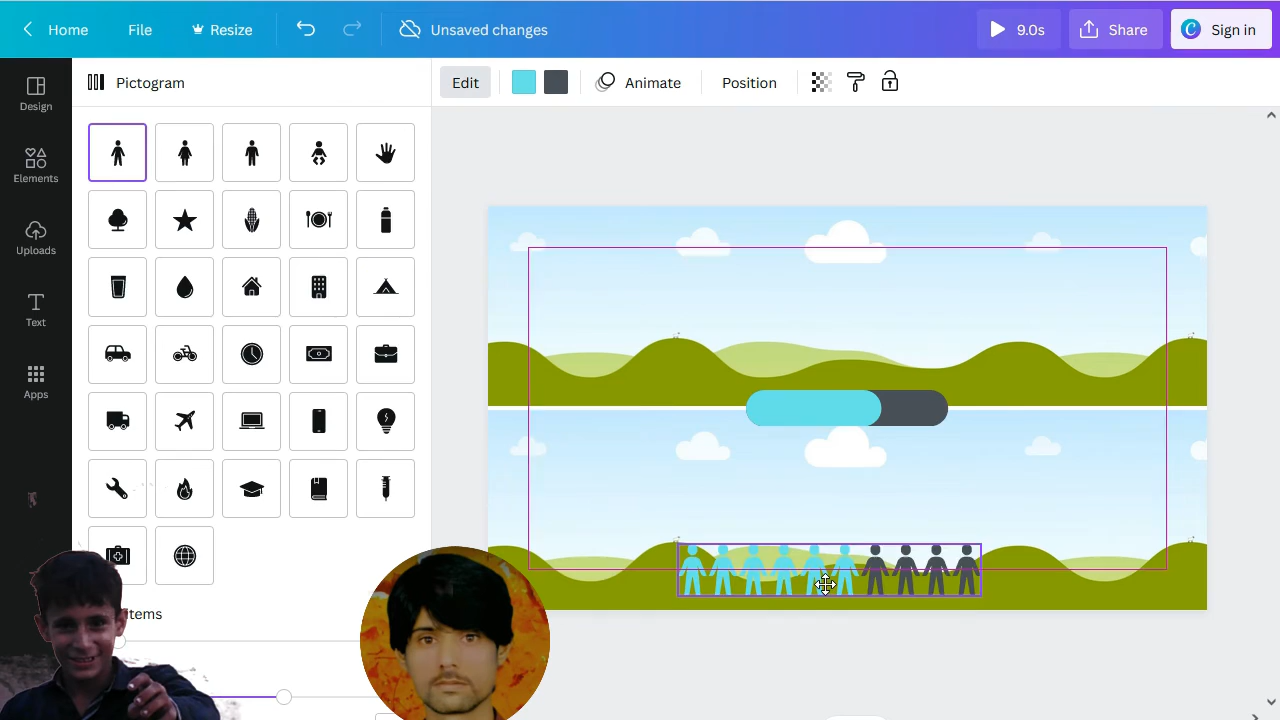 Home File Resize Unsaved changes 9.0s Share Sign in
Design
Elements
Uploads
Text
Apps
Pictogram
Edit Animate Position
items